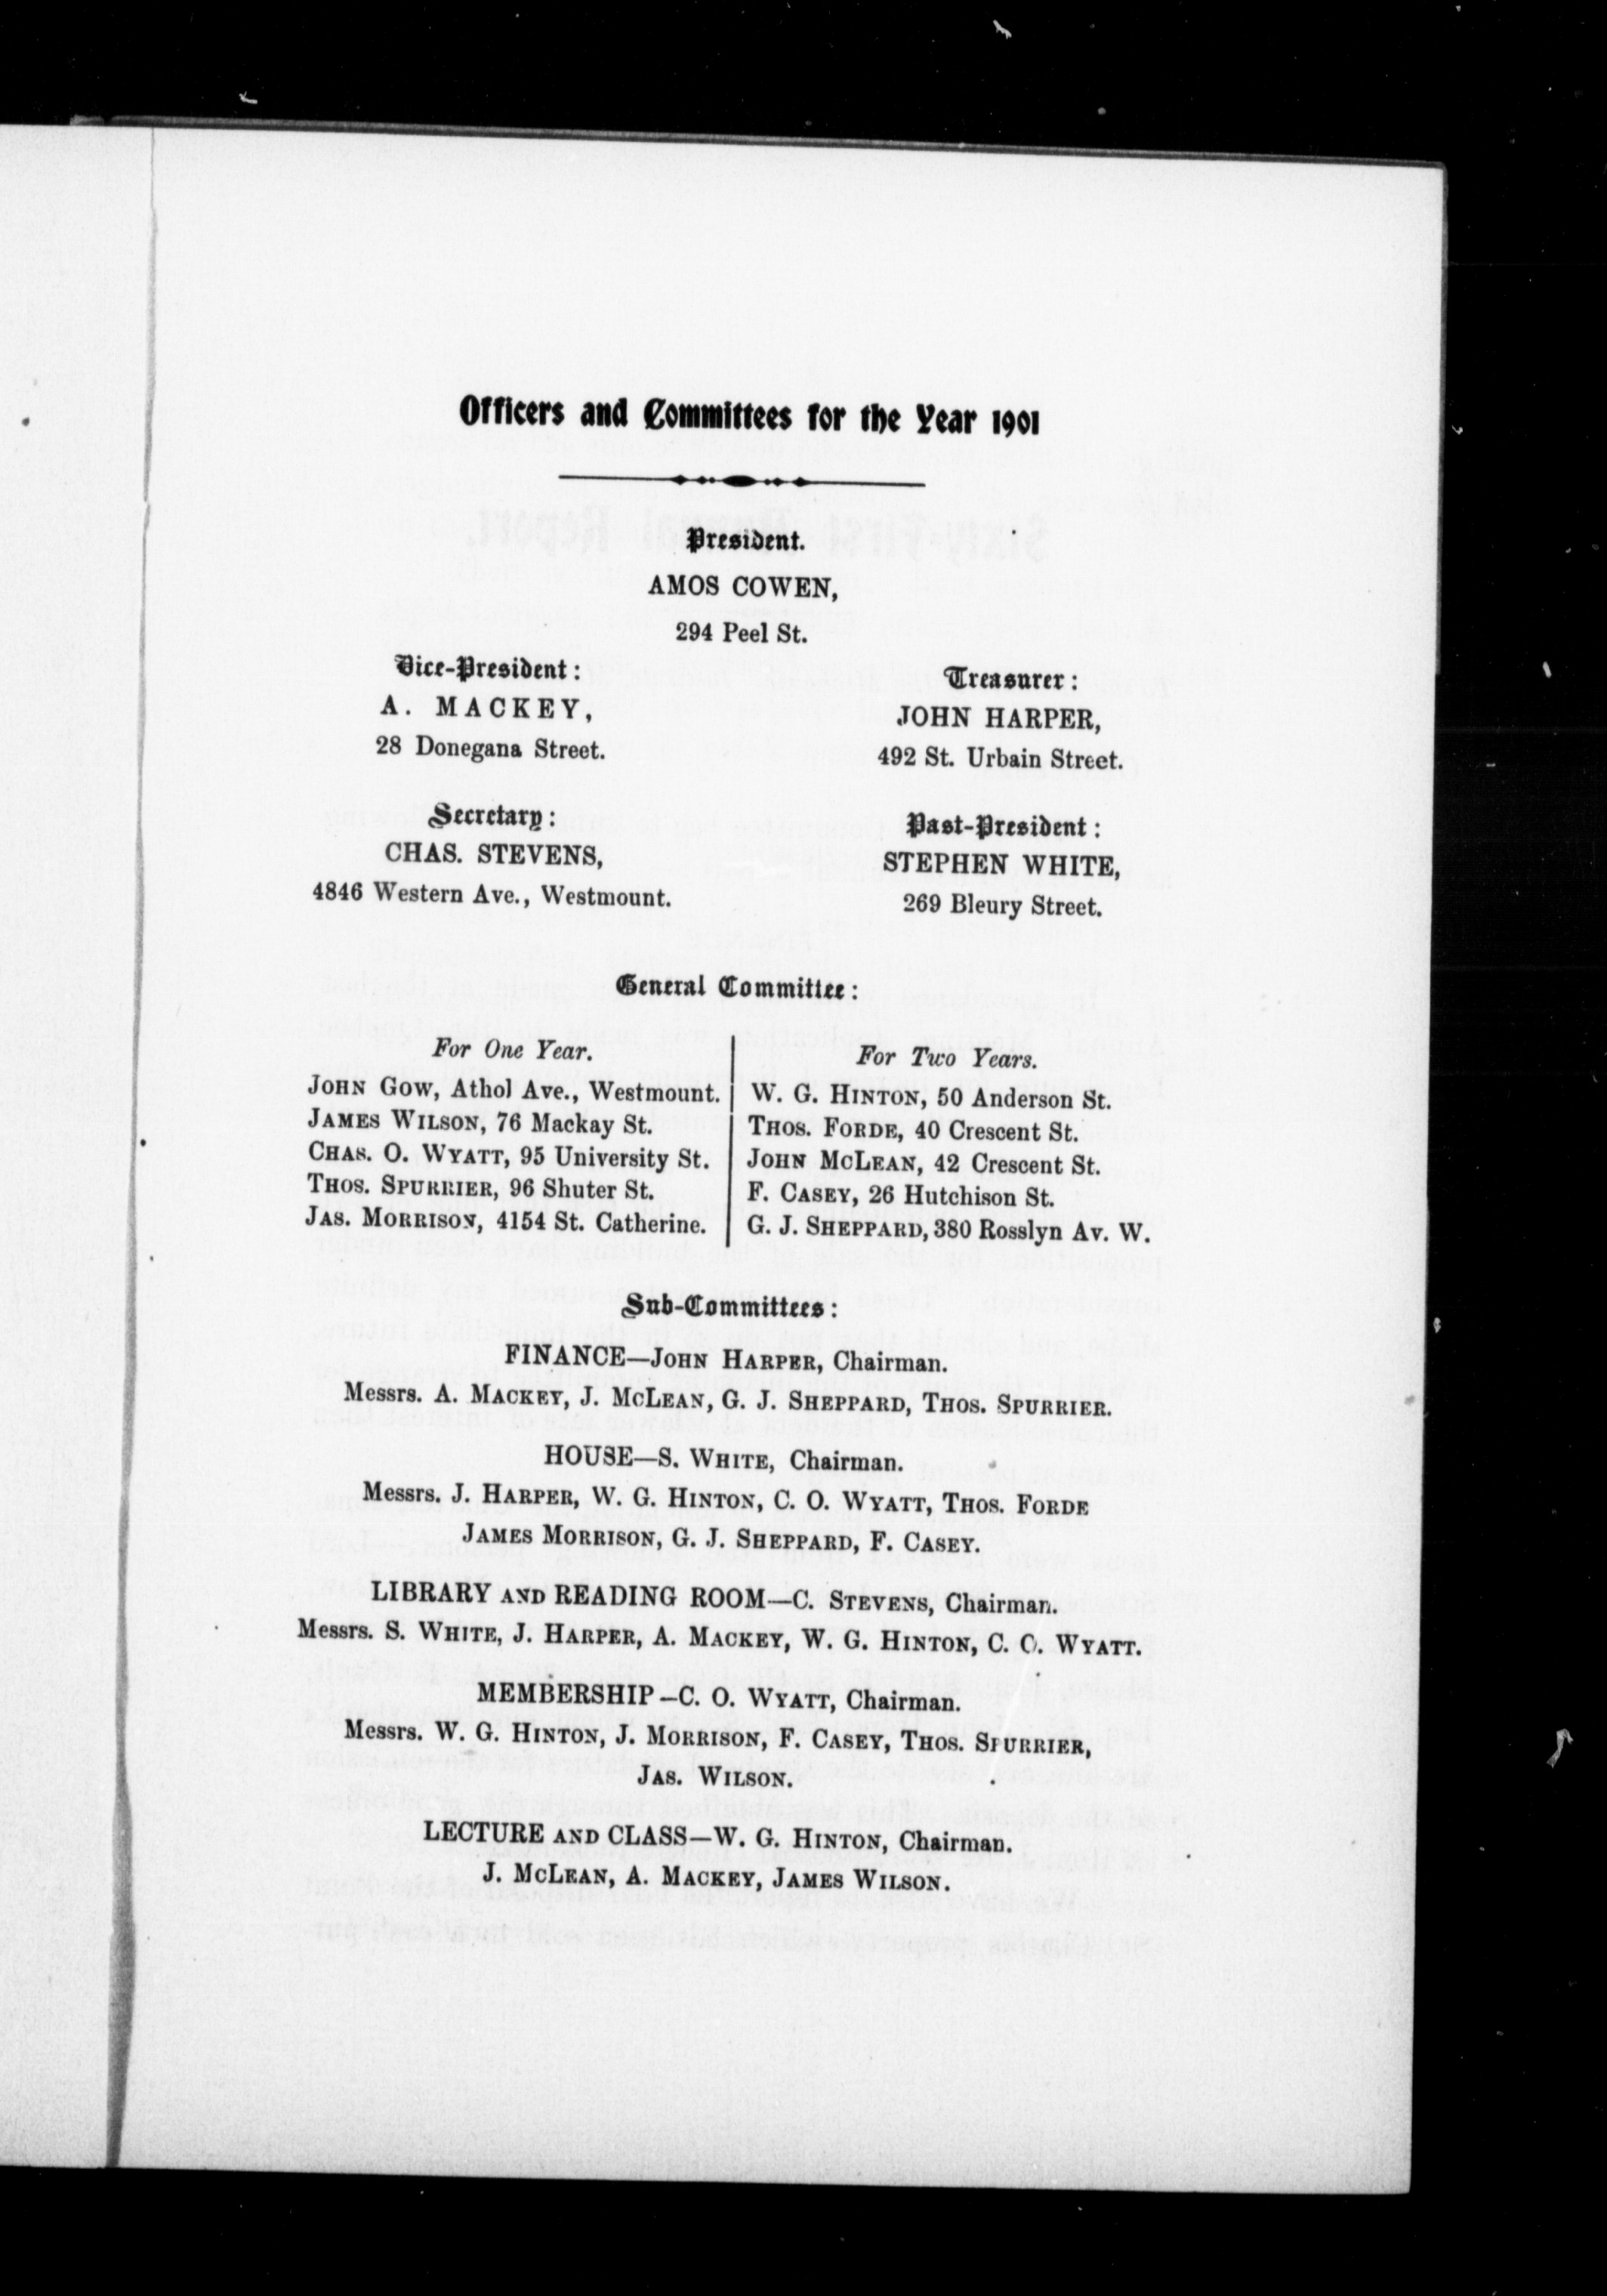 Officers and Committees for the Year 1901
President.
AMOS COWEN,
294 Peel St.
Vice-President:
A. MACKEY,
28 Donegana Street.
Treasurer:
JOHN HARPER,
492 St. Urbain Street.
Secretary:
CHAS. STEVENS,
4846 Western Ave., Westmount.
Past-President:
STEPHEN WHITE,
269 Bleury Street.
General Committee:
For One Year.
JOHN GOW, Athol Ave., Westmount.
JAMES WILSON, 76 Mackay St.
CHAS. O. WYATT, 95 University St.
THOS. SPURRIER, 96 Shuter St.
JAS. MORRISON, 4154 St. Catherine.
For Two Years.
W. G. HINTON, 50 Anderson St.
THOS. FORDE, 40 Crescent St.
JOHN MCLEAN, 42 Crescent St.
F. CASEY, 26 Hutchison St.
G. J. SHEPPARD, 380 Rosslyn Av. W.
Sub-Committees:
FINANCE—JOHN HARPER, Chairman.
Messrs. A. MACKEY, J. MCLEAN, G. J. SHEPPARD, THOS. SPURRIER.
HOUSE—S. WHITE, Chairman.
Messrs. J. HARPER, W. G. HINTON, C. O. WYATT, THOS. FORDE
JAMES MORRISON, G. J. SHEPPARD, F. CASEY.
LIBRARY AND READING ROOM—C. STEVENS, Chairman.
Messrs. S. WHITE, J. HARPER, A. MACKEY, W. G. HINTON, C. O. WYATT.
MEMBERSHIP—C. O. WYATT, Chairman.
Messrs. W. G. HINTON, J. MORRISON, F. CASEY, THOS. SPURRIER,
JAS. WILSON.
LECTURE AND CLASS—W. G. HINTON, Chairman.
J. MCLEAN, A. MACKEY, JAMES WILSON.